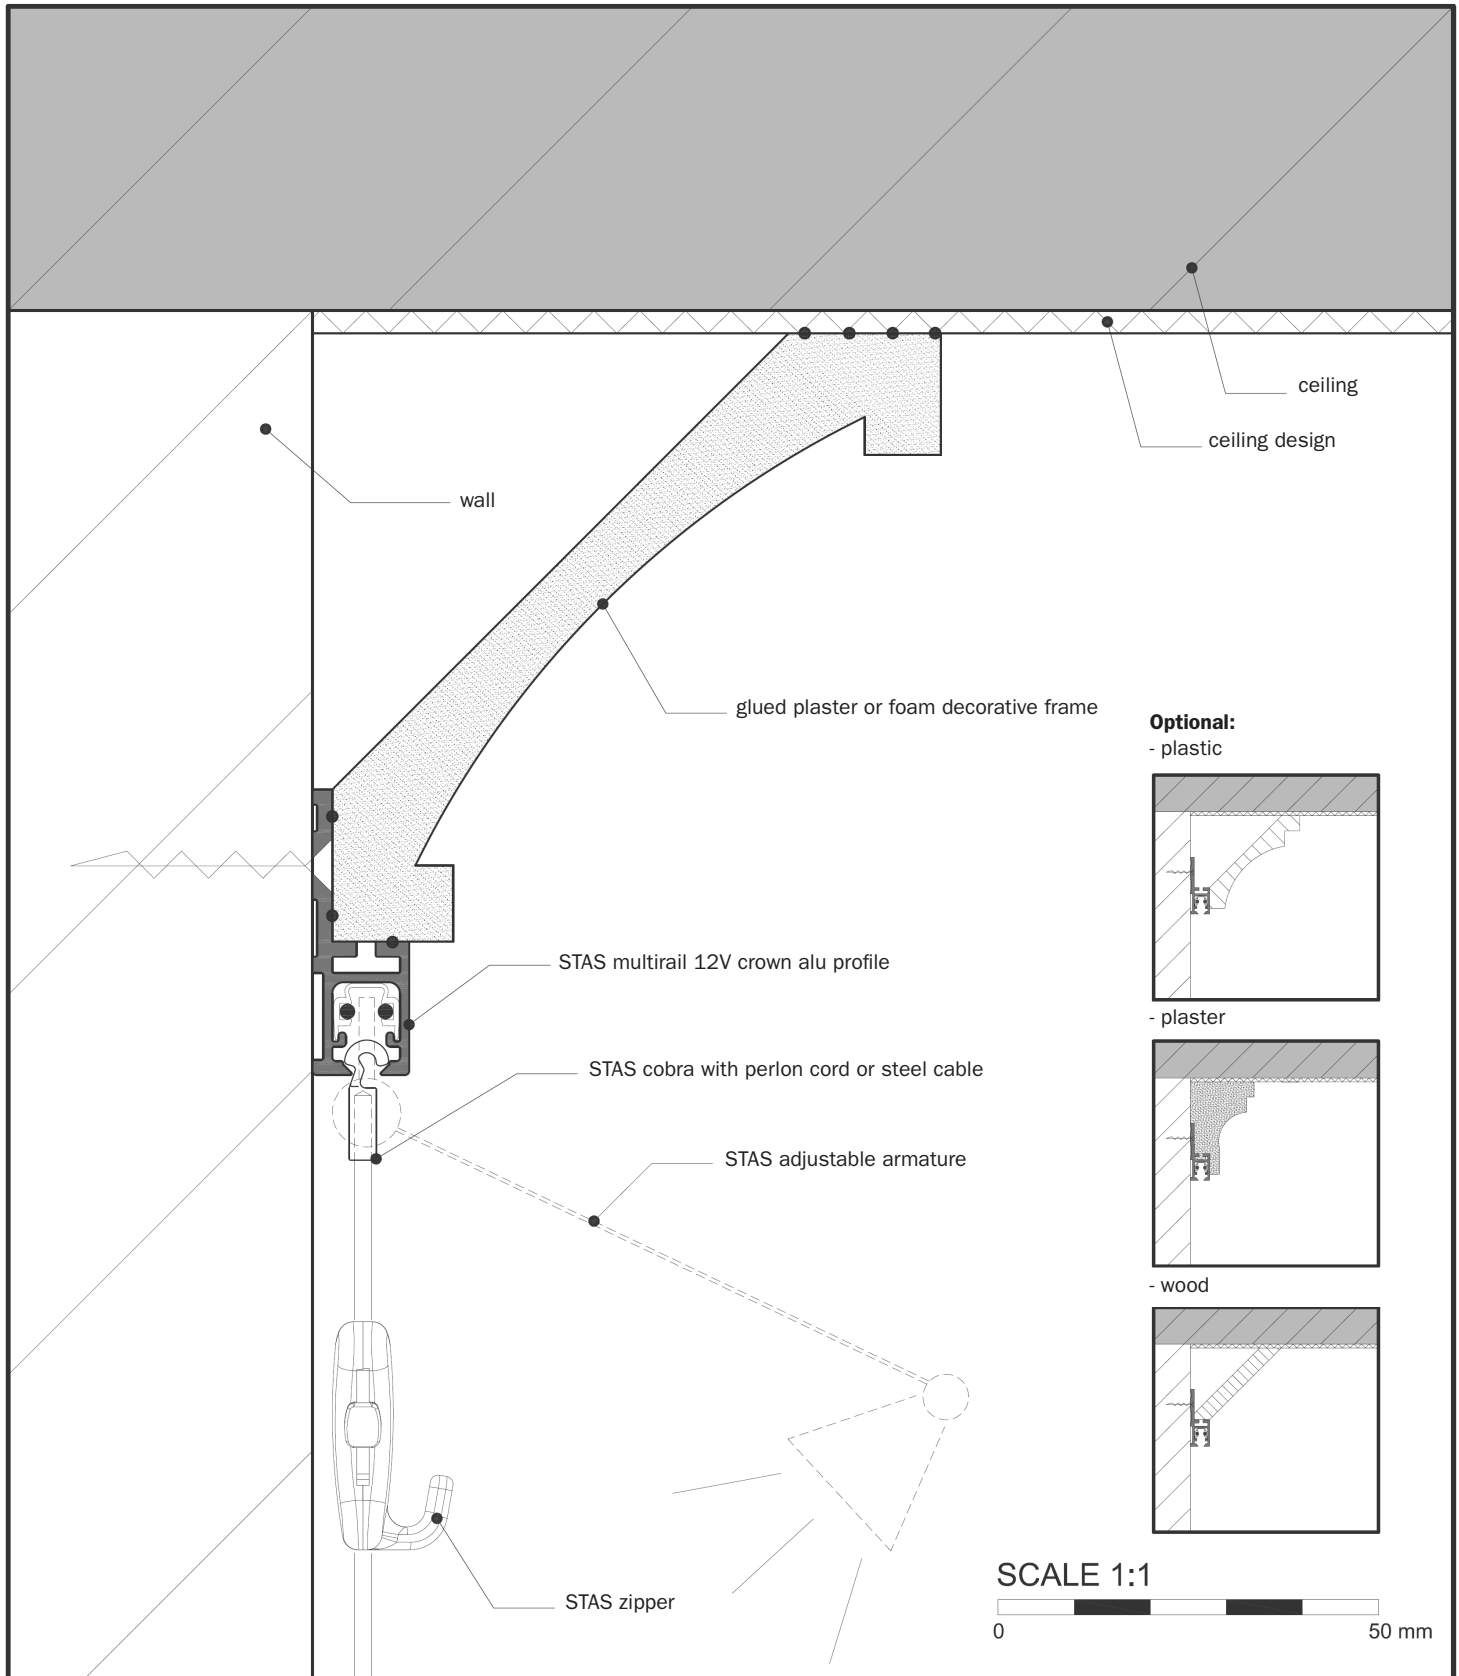 ceiling
ceiling design
wall
glued plaster or foam decorative frame
Optional:
- plastic
- plaster
- wood
STAS multirail 12V crown alu profile
STAS cobra with perlon cord or steel cable
STAS adjustable armature
STAS zipper
SCALE 1:1
0 50 mm